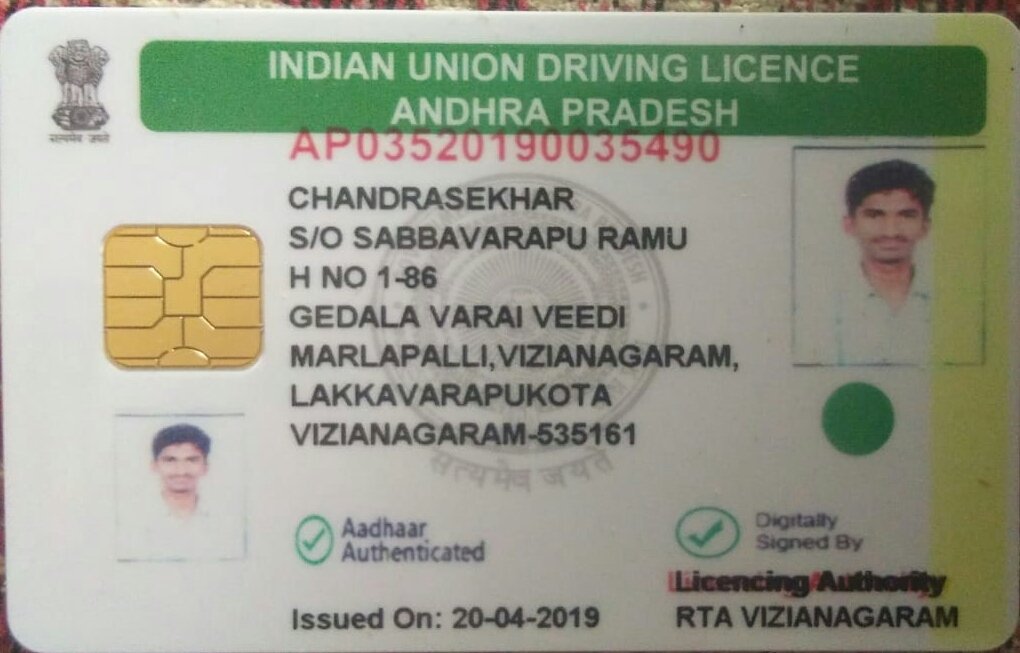 INDIAN UNION DRIVING LICENCE
ANDHRA PRADESH
सत्यमेव जयते
AP03520190035490
CHANDRASEKHAR
S/O SABBAVARAPU RAMU
H NO 1-86
GEDALA VARAI VEEDI
MARLAPALLI,VIZIANAGARAM,
LAKKAVARAPUKOTA
VIZIANAGARAM-535161
सत्यमेव जयते
Aadhaar
Authenticated
Digitally
Signed By
Licencing Authority
RTA VIZIANAGARAM
Issued On: 20-04-2019